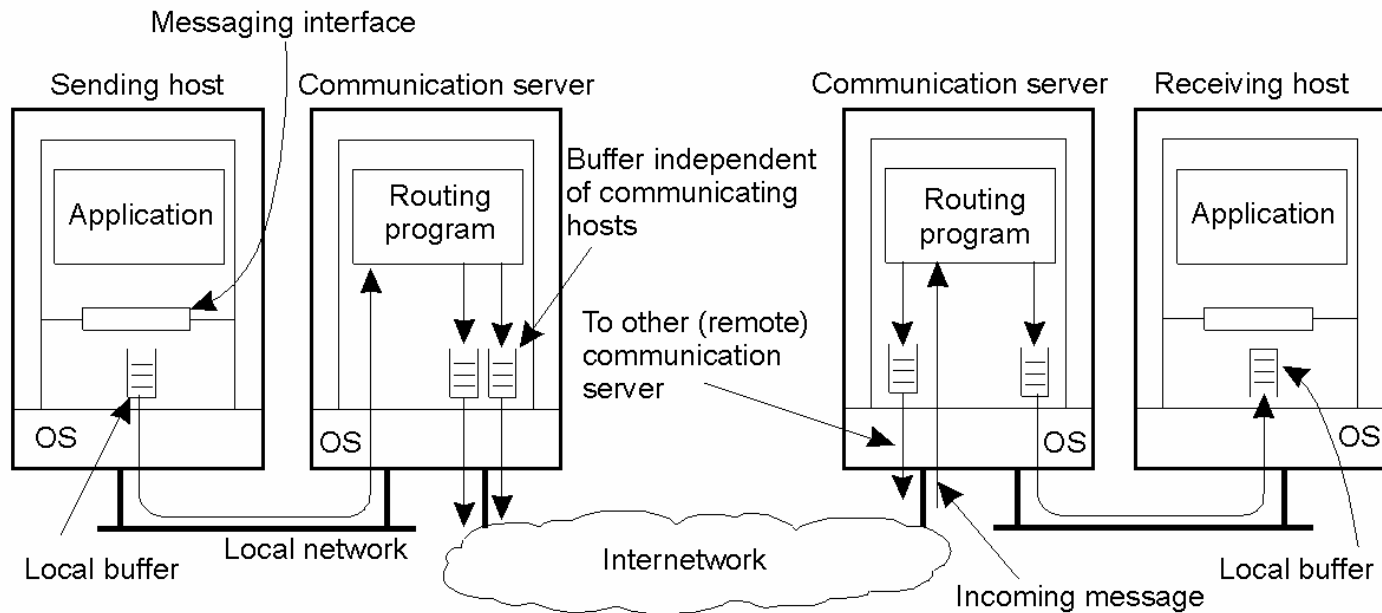 Messaging interface
Sending host
Communication server
Communication server
Receiving host
Buffer independent
of communicating
hosts
Application
Routing
program
Routing
program
Application
To other (remote)
communication
server
OS
OS
OS
OS
Local network
Internetwork
Local buffer
Incoming message
Local buffer